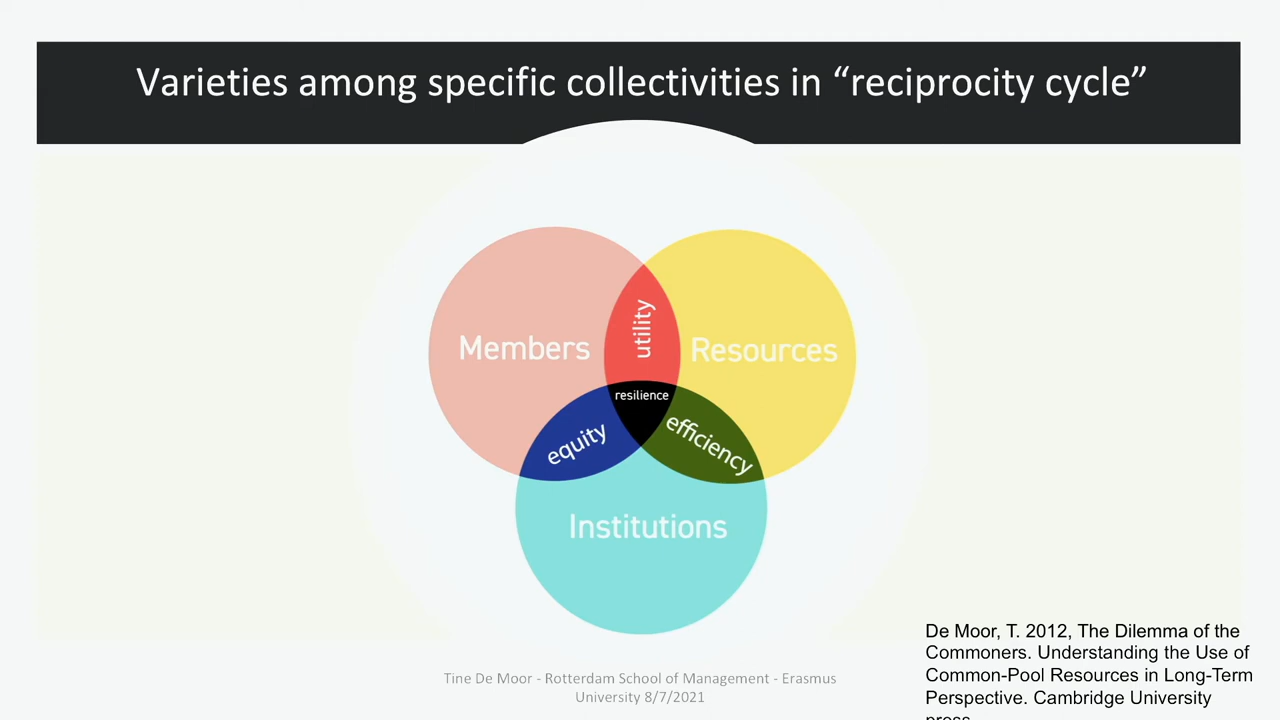 Varieties among specific collectivities in “reciprocity cycle”
utility
Members
Resources
resilience
equity
efficiency
Institutions
De Moor, T. 2012, The Dilemma of the
Commoners. Understanding the Use of
Common-Pool Resources in Long-Term
Perspective. Cambridge University
press
Tine De Moor - Rotterdam School of Management - Erasmus
University 8/7/2021